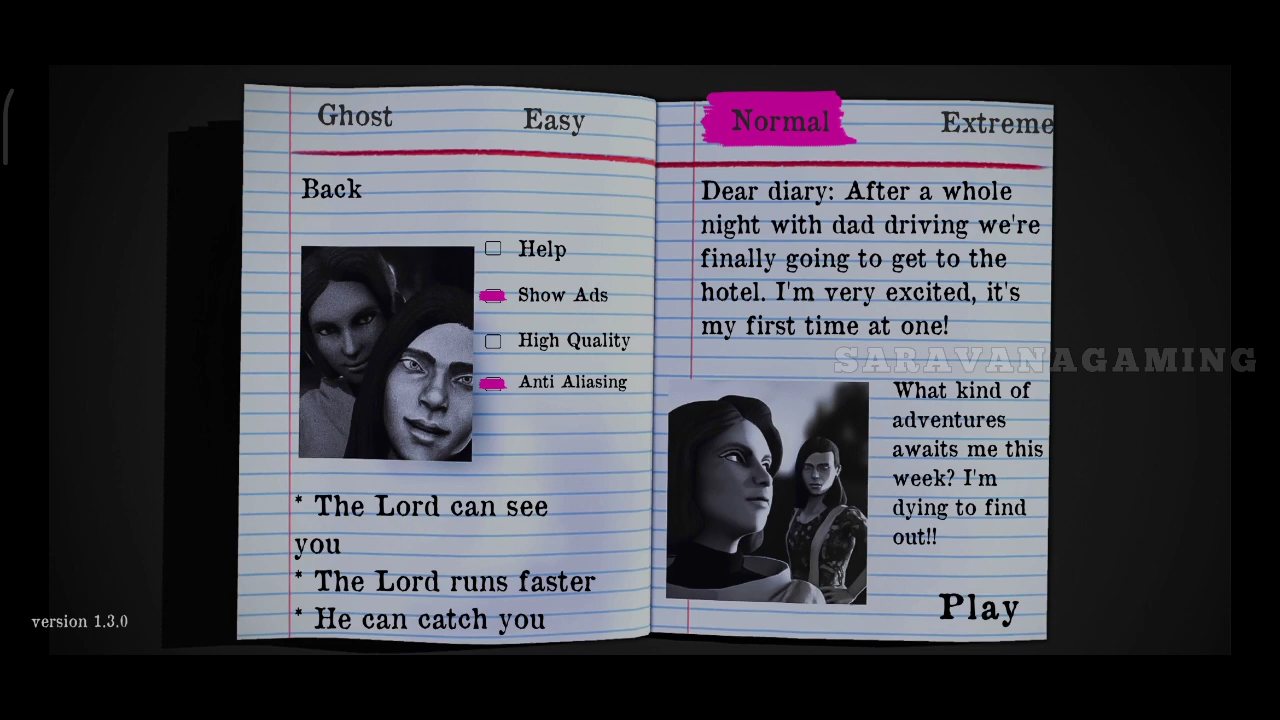 Ghost
Easy
Normal
Extreme
Back
Help
Show Ads
High Quality
Anti Aliasing
* The Lord can see
you
* The Lord runs faster
* He can catch you
Dear diary: After a whole
night with dad driving we're
finally going to get to the
hotel. I'm very excited, it's
my first time at one!
SARAVANAGAMING
What kind of
adventures
awaits me this
week? I'm
dying to find
out!!
Play
version 1.3.0